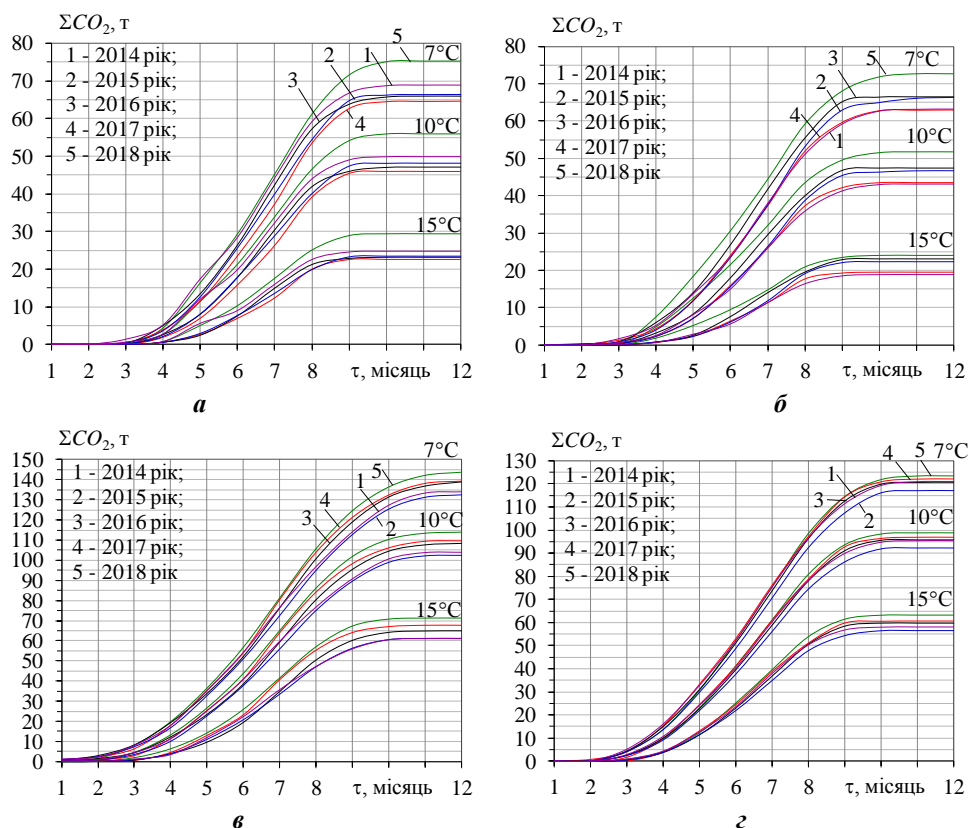 ΣCO₂, т
80
70
60
50
40
30
20
10
0
1 - 2014 рік;
2 - 2015 рік;
3 - 2016 рік;
4 - 2017 рік;
5 - 2018 рік
3 2 1 5 7°C
4
10°C
15°C
1 2 3 4 5 6 7 8 τ, місяць 12
а
ΣCO₂, т
80
70
60
50
40
30
20
10
0
1 - 2014 рік;
2 - 2015 рік;
3 - 2016 рік;
4 - 2017 рік;
5 - 2018 рік
4 2 3 5 7°C
1
10°C
15°C
1 2 3 4 5 6 7 8 τ, місяць 12
б
ΣCO₂, т
150
140
130
120
110
100
90
80
70
60
50
40
30
20
10
0
1 - 2014 рік;
2 - 2015 рік;
3 - 2016 рік;
4 - 2017 рік;
5 - 2018 рік
3 4 1 5 7°C
2 10°C
15°C
1 2 3 4 5 6 7 8 τ, місяць 12
в
ΣCO₂, т
130
120
110
100
90
80
70
60
50
40
30
20
10
0
1 - 2014 рік;
2 - 2015 рік;
3 - 2016 рік;
4 - 2017 рік;
5 - 2018 рік
3 1 4 5 7°C
2
10°C
15°C
1 2 3 4 5 6 7 8 τ, місяць 12
г